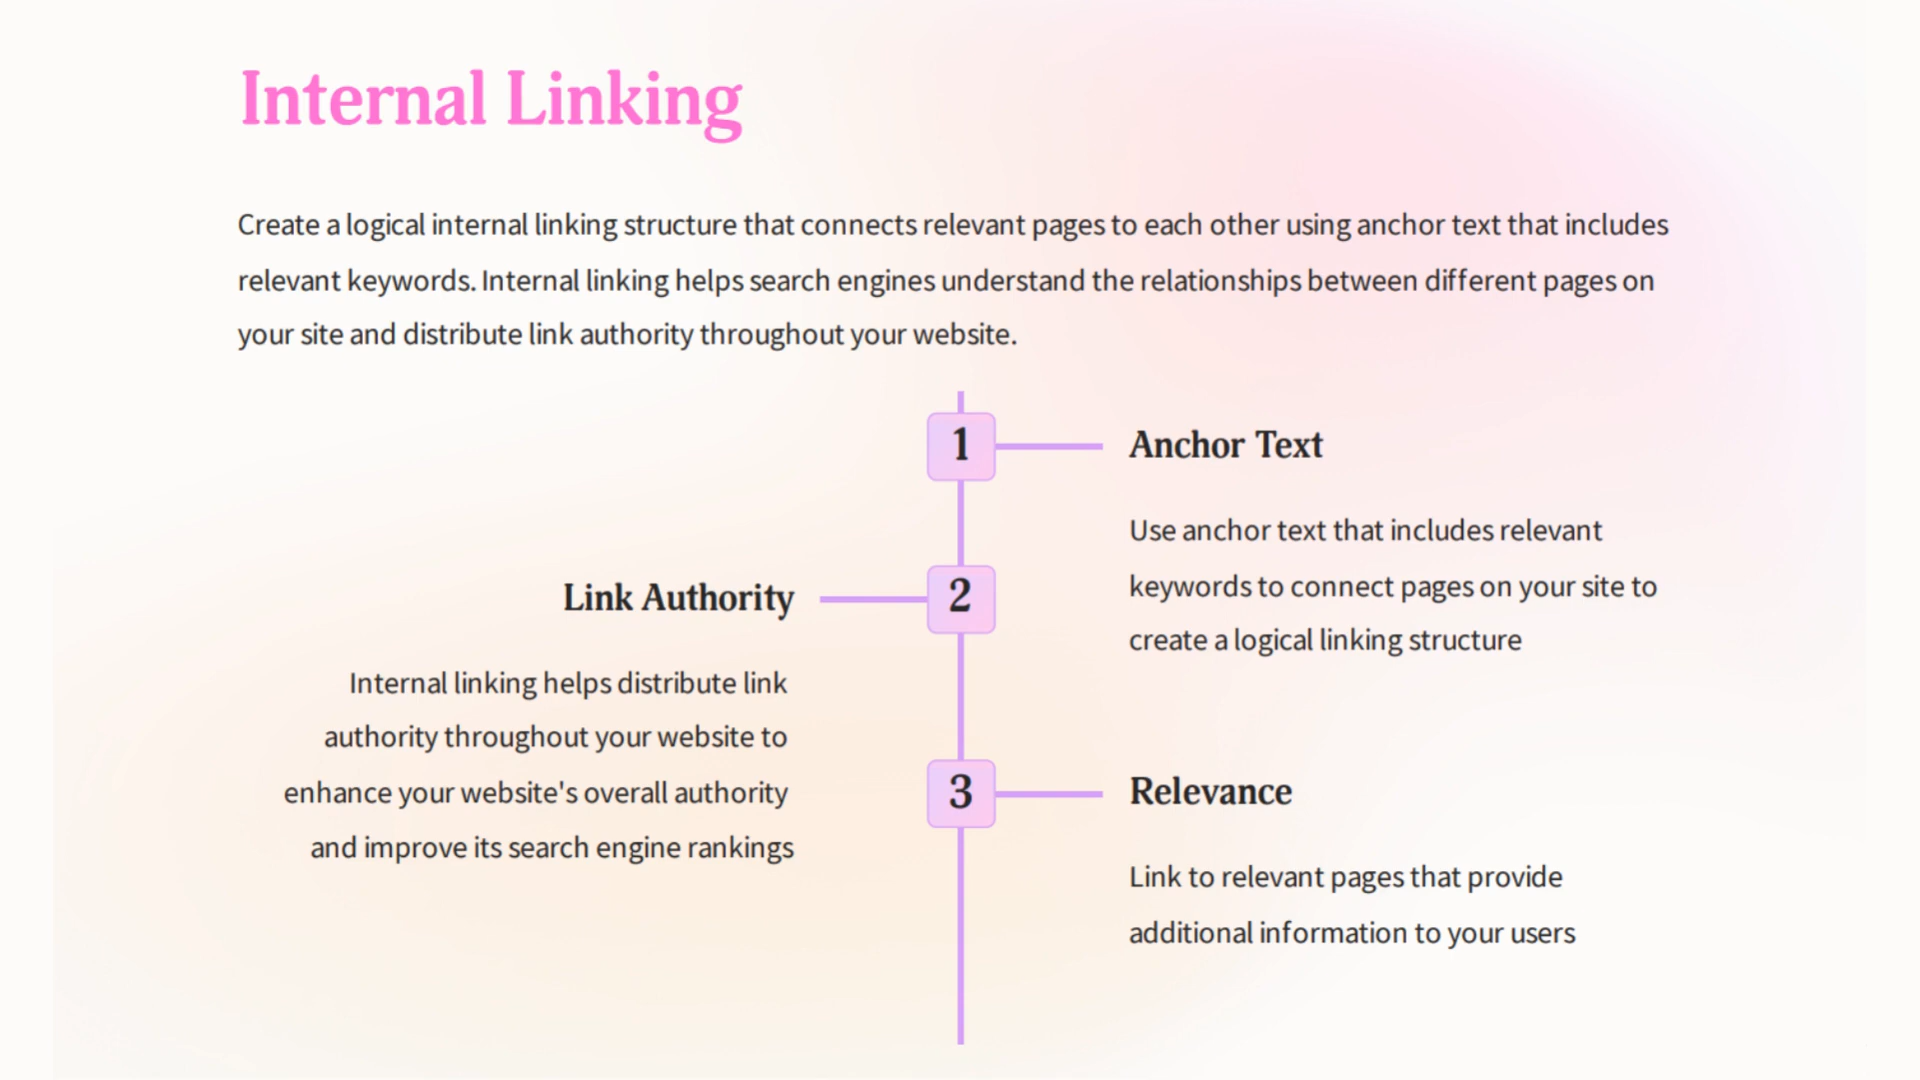 Internal Linking
Create a logical internal linking structure that connects relevant pages to each other using anchor text that includes
relevant keywords. Internal linking helps search engines understand the relationships between different pages on
your site and distribute link authority throughout your website.
1
Anchor Text
Use anchor text that includes relevant
keywords to connect pages on your site to
create a logical linking structure
2
Link Authority
Internal linking helps distribute link
authority throughout your website to
enhance your website's overall authority
and improve its search engine rankings
3
Relevance
Link to relevant pages that provide
additional information to your users